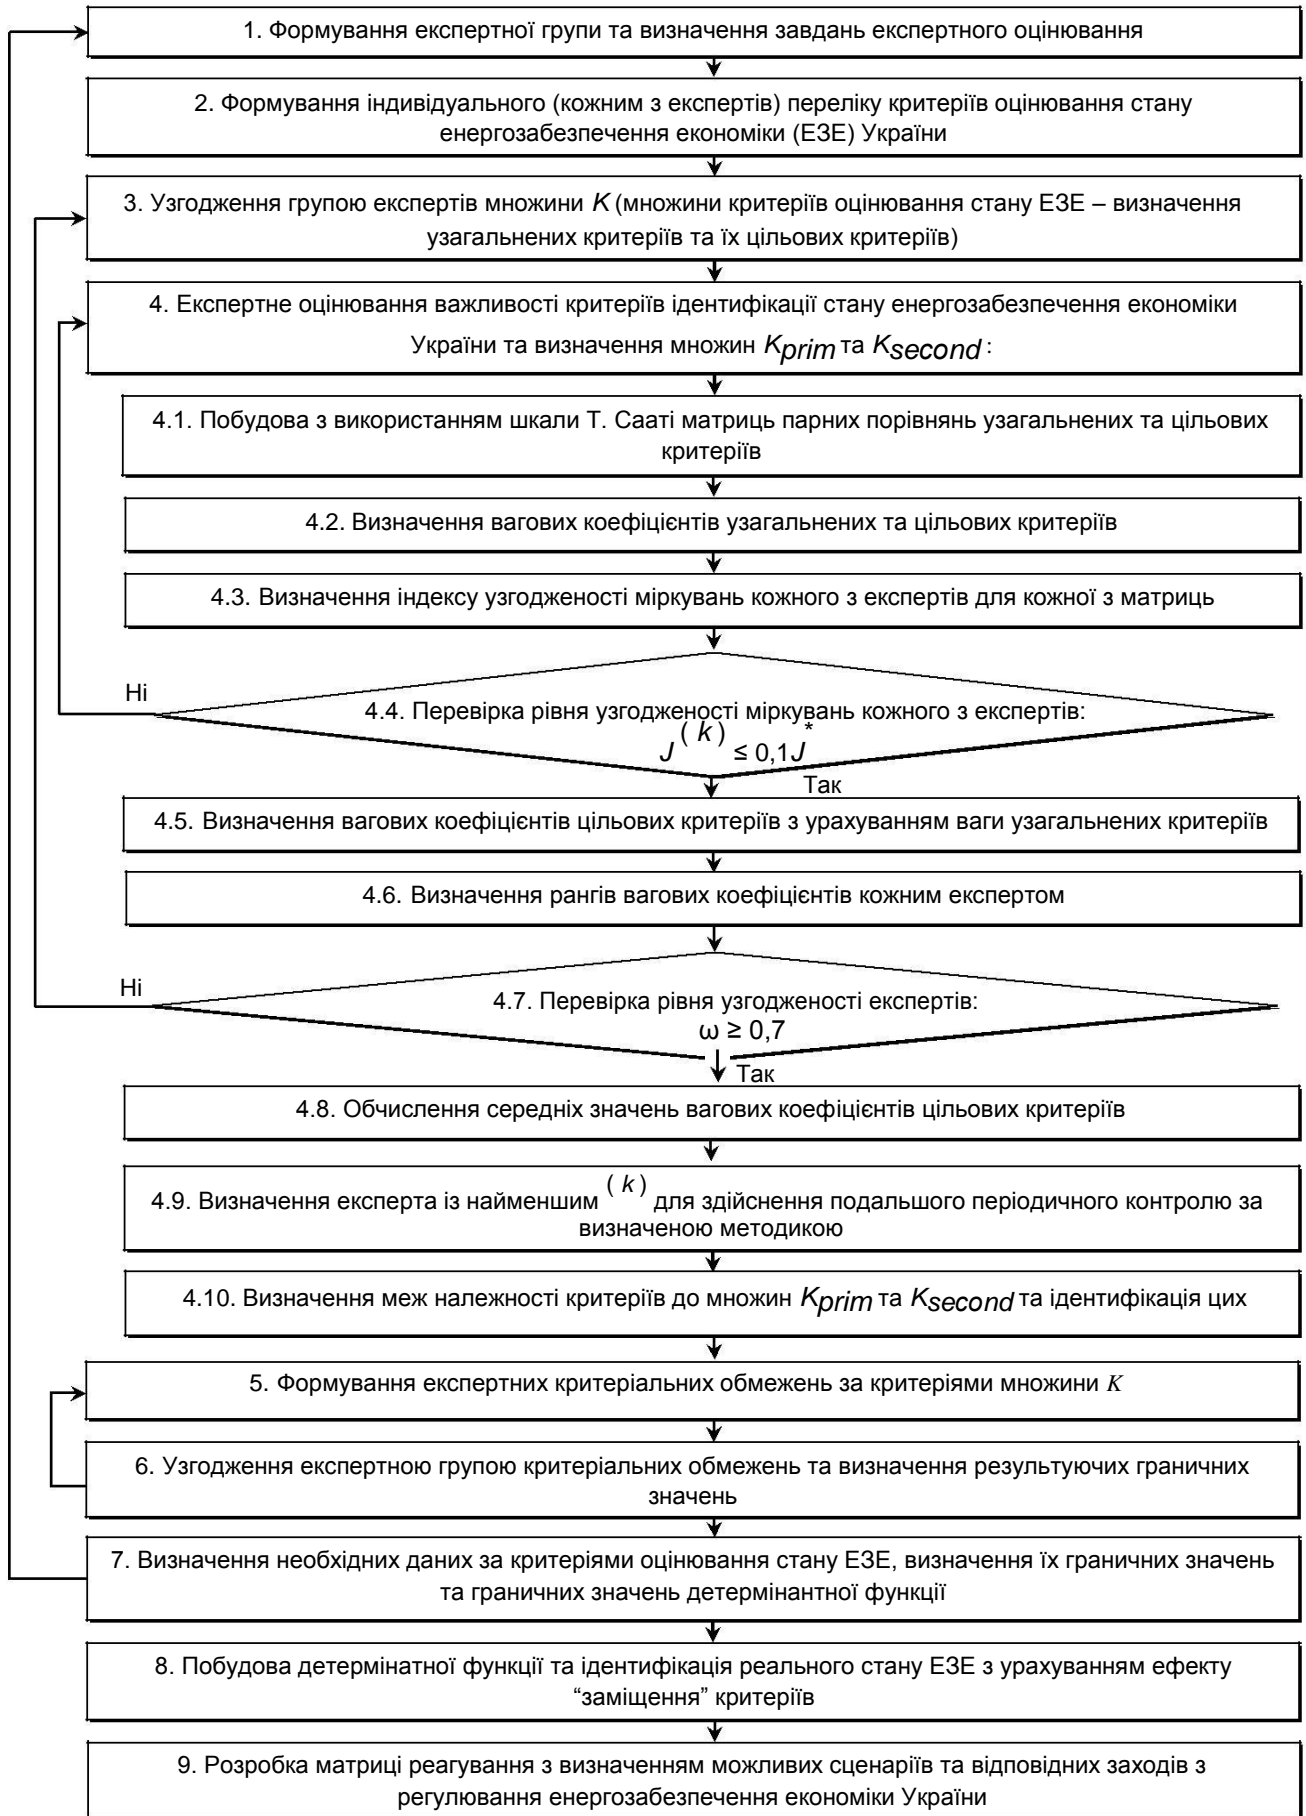 1. Формування експертної групи та визначення завдань експертного оцінювання
2. Формування індивідуального (кожним з експертів) переліку критеріїв оцінювання стану
енергозабезпечення економіки (ЕЗЕ) України
3. Узгодження групою експертів множини K (множини критеріїв оцінювання стану ЕЗЕ – визначення
узагальнених критеріїв та їх цільових критеріїв)
4. Експертне оцінювання важливості критеріїв ідентифікації стану енергозабезпечення економіки
України та визначення множин Kprim та Ksecond :
4.1. Побудова з використанням шкали Т. Сааті матриць парних порівнянь узагальнених та цільових
критеріїв
4.2. Визначення вагових коефіцієнтів узагальнених та цільових критеріїв
4.3. Визначення індексу узгодженості міркувань кожного з експертів для кожної з матриць
Ні
4.4. Перевірка рівня узгодженості міркувань кожного з експертів:
J ( k ) ≤ 0,1J *
Так
4.5. Визначення вагових коефіцієнтів цільових критеріїв з урахуванням ваги узагальнених критеріїв
4.6. Визначення рангів вагових коефіцієнтів кожним експертом
Ні
4.7. Перевірка рівня узгодженості експертів:
ω ≥ 0,7
Так
4.8. Обчислення середніх значень вагових коефіцієнтів цільових критеріїв
4.9. Визначення експерта із найменшим ( k ) для здійснення подальшого періодичного контролю за
визначеною методикою
4.10. Визначення меж належності критеріїв до множин Kprim та Ksecond та ідентифікація цих
5. Формування експертних критеріальних обмежень за критеріями множини K
6. Узгодження експертною групою критеріальних обмежень та визначення результуючих граничних
значень
7. Визначення необхідних даних за критеріями оцінювання стану ЕЗЕ, визначення їх граничних значень
та граничних значень детермінантної функції
8. Побудова детермінатної функції та ідентифікація реального стану ЕЗЕ з урахуванням ефекту
“заміщення” критеріїв
9. Розробка матриці реагування з визначенням можливих сценаріїв та відповідних заходів з
регулювання енергозабезпечення економіки України